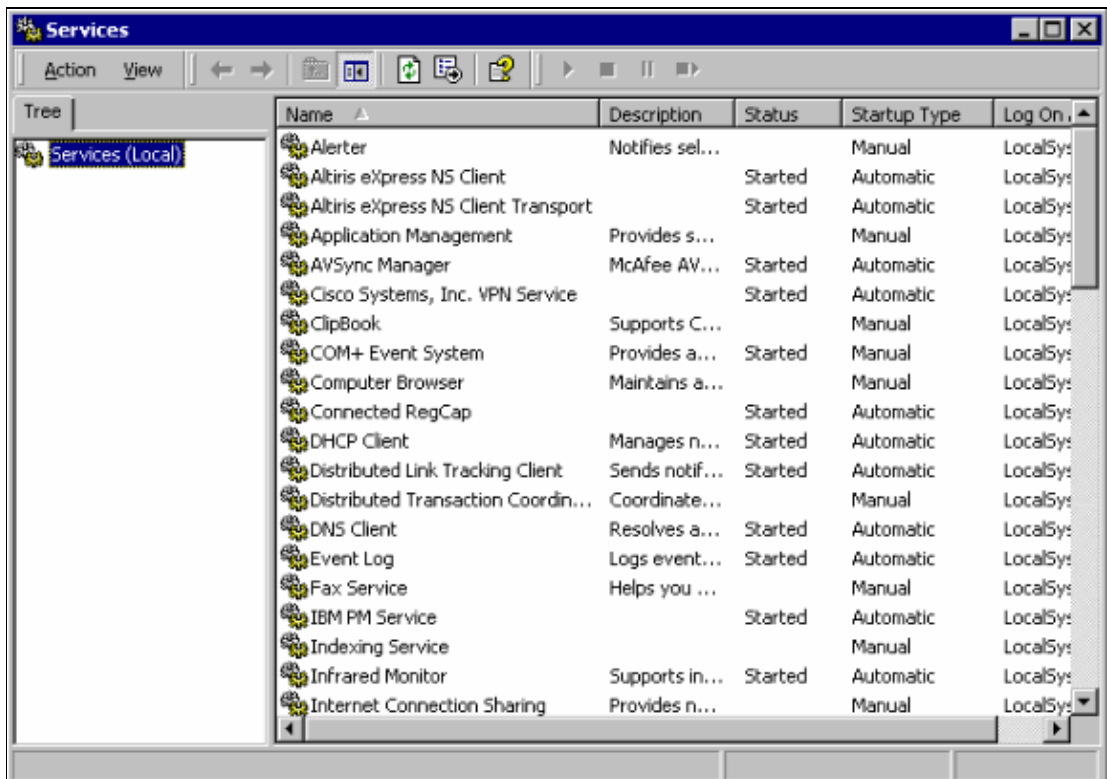 Services
Action View
Tree
Services (Local)
Name Description Status Startup Type Log On
Alerter Notifies sel... Manual LocalSys
Altiris eXpress NS Client Started Automatic LocalSys
Altiris eXpress NS Client Transport Started Automatic LocalSys
Application Management Provides s... Manual LocalSys
AVSync Manager McAfee AV... Started Automatic LocalSys
Cisco Systems, Inc. VPN Service Started Automatic LocalSys
ClipBook Supports C... Manual LocalSys
COM+ Event System Provides a... Started Manual LocalSys
Computer Browser Maintains a... Manual LocalSys
Connected RegCap Started Automatic LocalSys
DHCP Client Manages n... Started Automatic LocalSys
Distributed Link Tracking Client Sends notif... Started Automatic LocalSys
Distributed Transaction Coordin... Coordinate... Manual LocalSys
DNS Client Resolves a... Started Automatic LocalSys
Event Log Logs event... Started Automatic LocalSys
Fax Service Helps you ... Manual LocalSys
IBM PM Service Started Automatic LocalSys
Indexing Service Manual LocalSys
Infrared Monitor Supports in... Started Automatic LocalSys
Internet Connection Sharing Provides n... Manual LocalSys